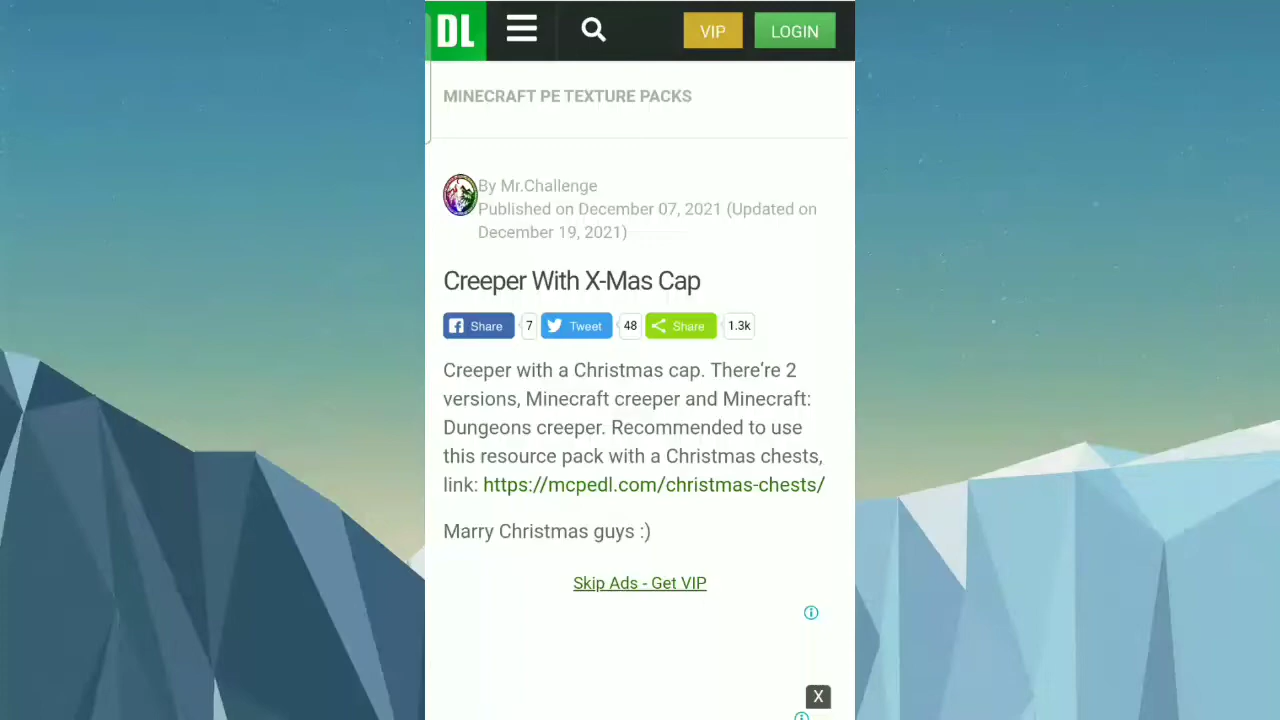 DL
VIP
LOGIN
MINECRAFT PE TEXTURE PACKS
By Mr.Challenge
Published on December 07, 2021 (Updated on
December 19, 2021)
Creeper With X-Mas Cap
Share 7 Tweet 48 Share 1.3k
Creeper with a Christmas cap. There're 2
versions, Minecraft creeper and Minecraft:
Dungeons creeper. Recommended to use
this resource pack with a Christmas chests,
link: https://mcpedl.com/christmas-chests/
Marry Christmas guys :)
Skip Ads - Get VIP
X